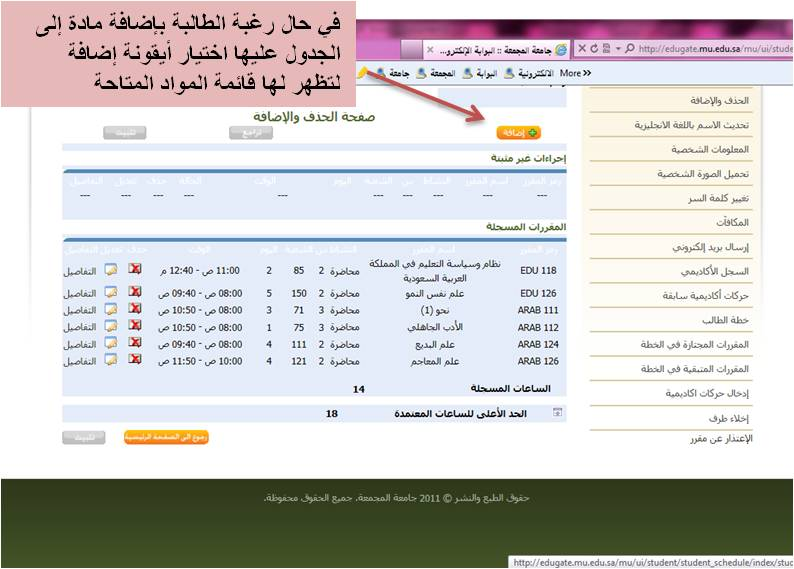 في حال رغبة الطالبة بإضافة مادة إلى
الجدول عليها اختيار أيقونة إضافة
لتظهر لها قائمة المواد المتاحة
http://edugate.mu.edu.sa/mu/ui/stude
جامعة المجمعة :: البوابة الإلكترو...
جامعة المجمعة البوابة الالكترونية More
صفحة الحذف والإضافة
إضافة تراجع تثبيت
إجراءات غير مثبتة
رمز المقرر اسم المقرر النشاط س الشعبة اليوم الوقت الحالة حذف تعديل التفاصيل
--- --- --- --- --- --- --- --- --- --- ---
المقررات المسجلة
رمز المقرر اسم المقرر النشاط س الشعبة اليوم الوقت حذف تعديل التفاصيل
EDU 118 نظام وسياسة التعليم في المملكة العربية السعودية محاضرة 2 85 2 11:00 ص - 12:40 م التفاصيل
EDU 126 علم نفس النمو محاضرة 2 150 5 08:00 ص - 09:40 ص التفاصيل
ARAB 111 نحو (1) محاضرة 3 71 3 08:00 ص - 10:50 ص التفاصيل
ARAB 112 الأدب الجاهلي محاضرة 3 75 1 08:00 ص - 10:50 ص التفاصيل
ARAB 124 علم البديع محاضرة 2 111 4 08:00 ص - 09:40 ص التفاصيل
ARAB 126 علم المعاجم محاضرة 2 121 4 10:00 ص - 11:50 ص التفاصيل
الساعات المسجلة 14
الحد الأعلى للساعات المعتمدة 18
رجوع الى الصفحة الرئيسية تثبيت
الحذف والإضافة
تحديث الاسم باللغة الانجليزية
المعلومات الشخصية
تحميل الصورة الشخصية
تغيير كلمة السر
المكافآت
إرسال بريد إلكتروني
السجل الأكاديمي
حركات أكاديمية سابقة
خطة الطالب
المقررات المجتازة في الخطة
المقررات المتبقية في الخطة
إدخال حركات اكاديمية
إخلاء طرف
الإعتذار عن مقرر
حقوق الطبع والنشر © 2011 جامعة المجمعة. جميع الحقوق محفوظة.
http://edugate.mu.edu.sa/mu/ui/student/student_schedule/index/stud